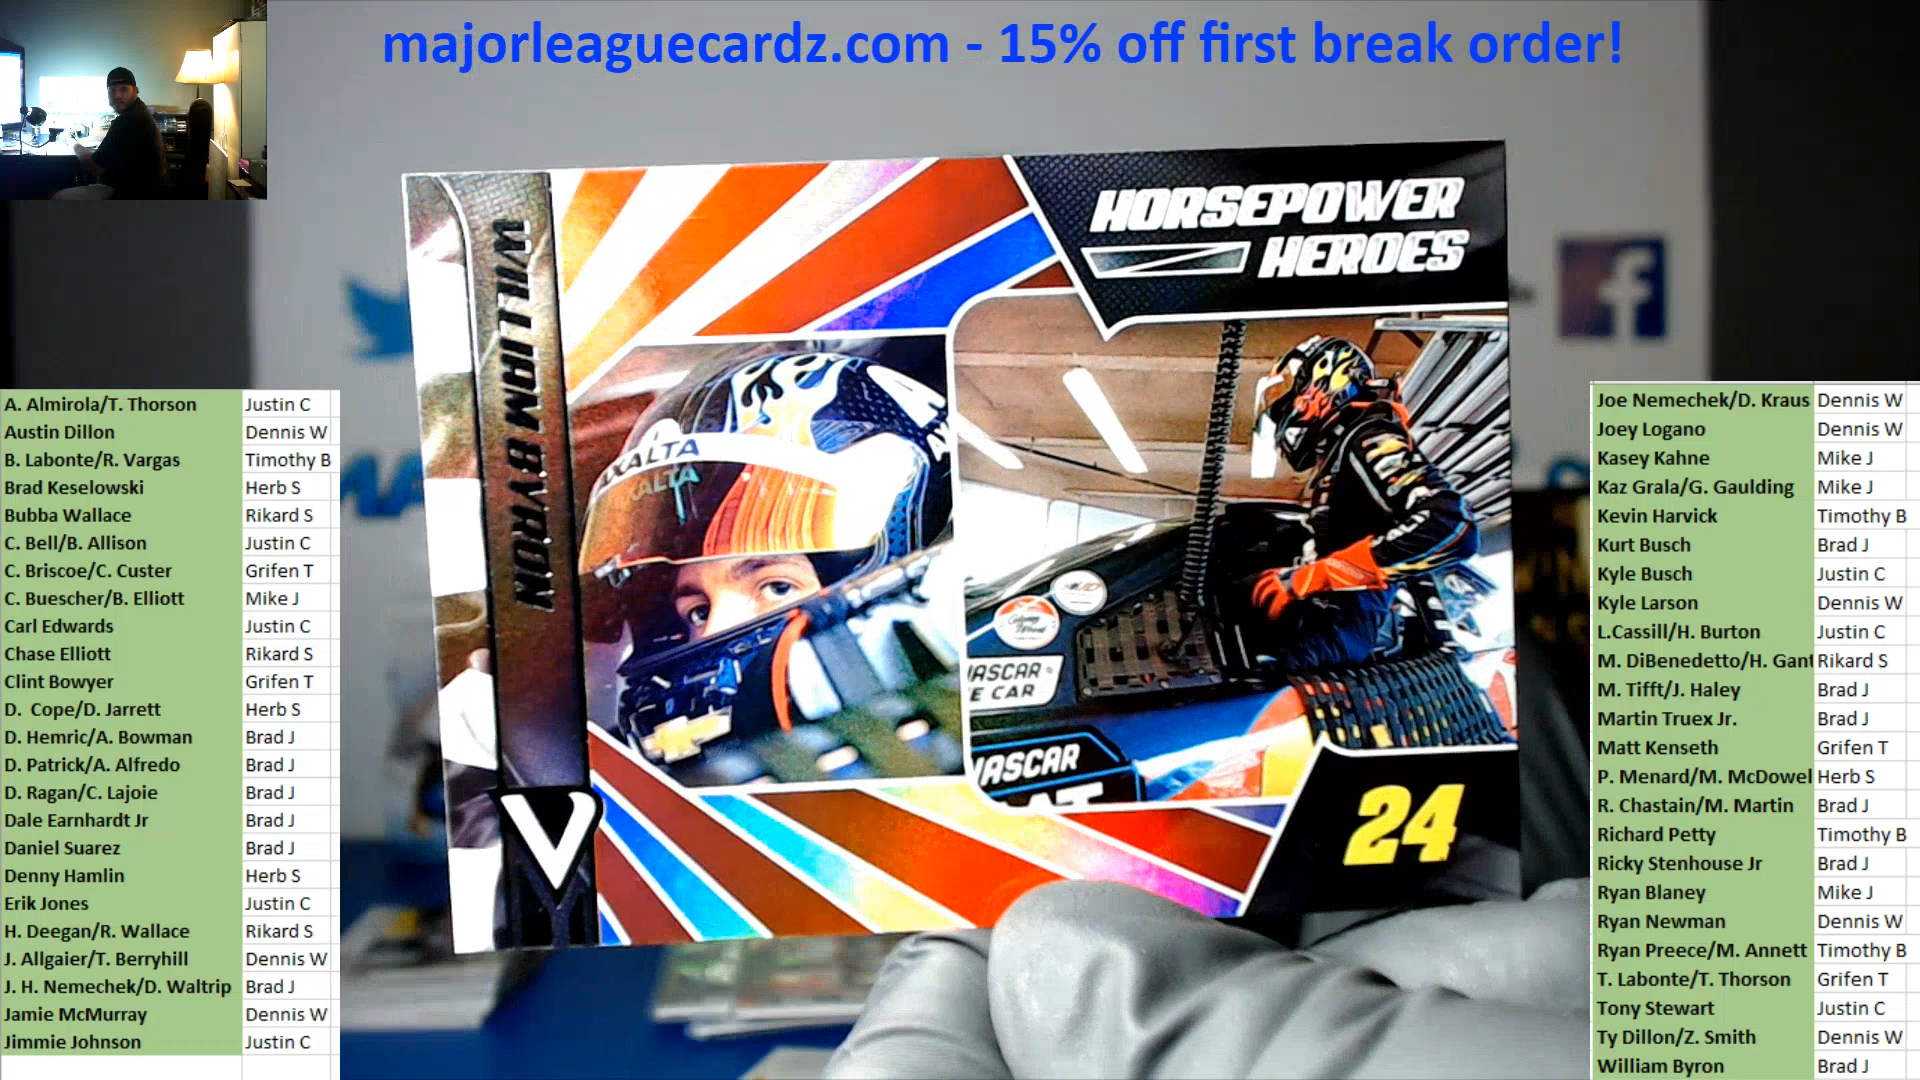 majorleaguecardz.com - 15% off first break order!
HORSEPOWER
HEROES
WILLIAM BYRON
AXALTA
AXALTA
NASCAR
E CAR
NASCAR
24
V
A. Almirola/T. Thorson Justin C
Austin Dillon Dennis W
B. Labonte/R. Vargas Timothy B
Brad Keselowski Herb S
Bubba Wallace Rikard S
C. Bell/B. Allison Justin C
C. Briscoe/C. Custer Grifen T
C. Buescher/B. Elliott Mike J
Carl Edwards Justin C
Chase Elliott Rikard S
Clint Bowyer Grifen T
D.  Cope/D. Jarrett Herb S
D. Hemric/A. Bowman Brad J
D. Patrick/A. Alfredo Brad J
D. Ragan/C. Lajoie Brad J
Dale Earnhardt Jr Brad J
Daniel Suarez Brad J
Denny Hamlin Herb S
Erik Jones Justin C
H. Deegan/R. Wallace Rikard S
J. Allgaier/T. Berryhill Dennis W
J. H. Nemechek/D. Waltrip Brad J
Jamie McMurray Dennis W
Jimmie Johnson Justin C
Joe Nemechek/D. Kraus Dennis W
Joey Logano Dennis W
Kasey Kahne Mike J
Kaz Grala/G. Gaulding Mike J
Kevin Harvick Timothy B
Kurt Busch Brad J
Kyle Busch Justin C
Kyle Larson Dennis W
L.Cassill/H. Burton Justin C
M. DiBenedetto/H. Gant Rikard S
M. Tifft/J. Haley Brad J
Martin Truex Jr. Brad J
Matt Kenseth Grifen T
P. Menard/M. McDowel Herb S
R. Chastain/M. Martin Brad J
Richard Petty Timothy B
Ricky Stenhouse Jr Brad J
Ryan Blaney Mike J
Ryan Newman Dennis W
Ryan Preece/M. Annett Timothy B
T. Labonte/T. Thorson Grifen T
Tony Stewart Justin C
Ty Dillon/Z. Smith Dennis W
William Byron Brad J